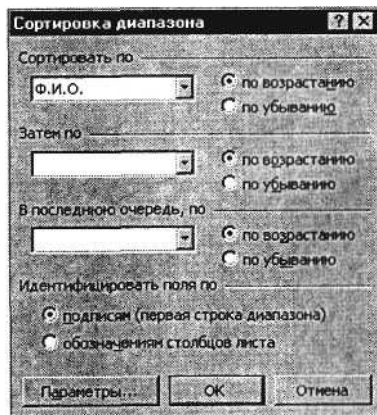 Сортировка диапазона
Сортировать по
Ф.И.О.
по возрастанию
по убыванию
Затем по
по возрастанию
по убыванию
В последнюю очередь, по
по возрастанию
по убыванию
Идентифицировать поля по
подписям (первая строка диапазона)
обозначениям столбцов листа
Параметры... ОК Отмена